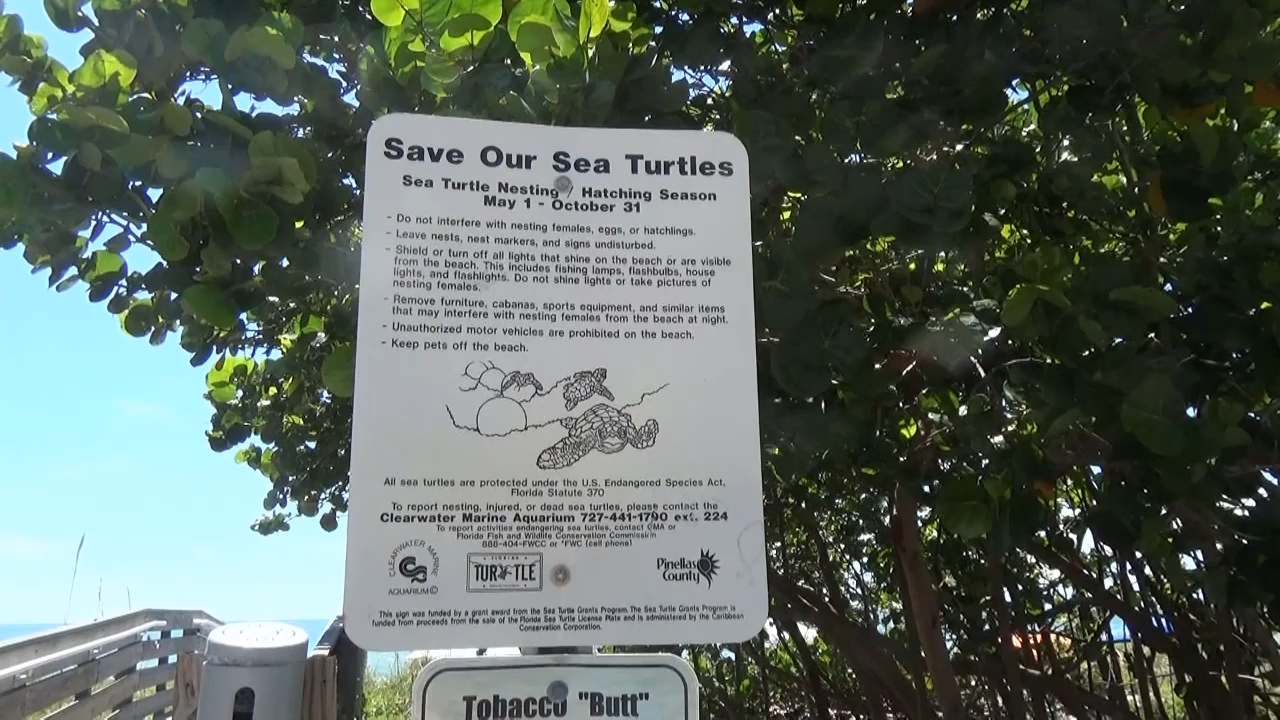 Save Our Sea Turtles
Sea Turtle Nesting / Hatching Season
May 1 - October 31
- Do not interfere with nesting females, eggs, or hatchlings.
- Leave nests, nest markers, and signs undisturbed.
- Shield or turn off all lights that shine on the beach or are visible
from the beach. This includes fishing lamps, flashbulbs, house
lights, and flashlights. Do not shine lights or take pictures of
nesting females.
- Remove furniture, cabanas, sports equipment, and similar items
that may interfere with nesting females from the beach at night.
- Unauthorized motor vehicles are prohibited on the beach.
- Keep pets off the beach.
All sea turtles are protected under the U.S. Endangered Species Act,
Florida Statute 370
To report nesting, injured, or dead sea turtles, please contact the
Clearwater Marine Aquarium 727-441-1790 ext. 224
To report activities endangering sea turtles, contact CMA or
Florida Fish and Wildlife Conservation Commission
888-404-FWCC or *FWC (cell phone)
CLEARWATER MARINE
AQUARIUM ©
FLORIDA
TURTLE
Pinellas
County
This sign was funded by a grant award from the Sea Turtle Grants Program. The Sea Turtle Grants Program is
funded from proceeds from the sale of the Florida Sea Turtle License Plate and is administered by the Caribbean
Conservation Corporation.
Tobacco "Butt"